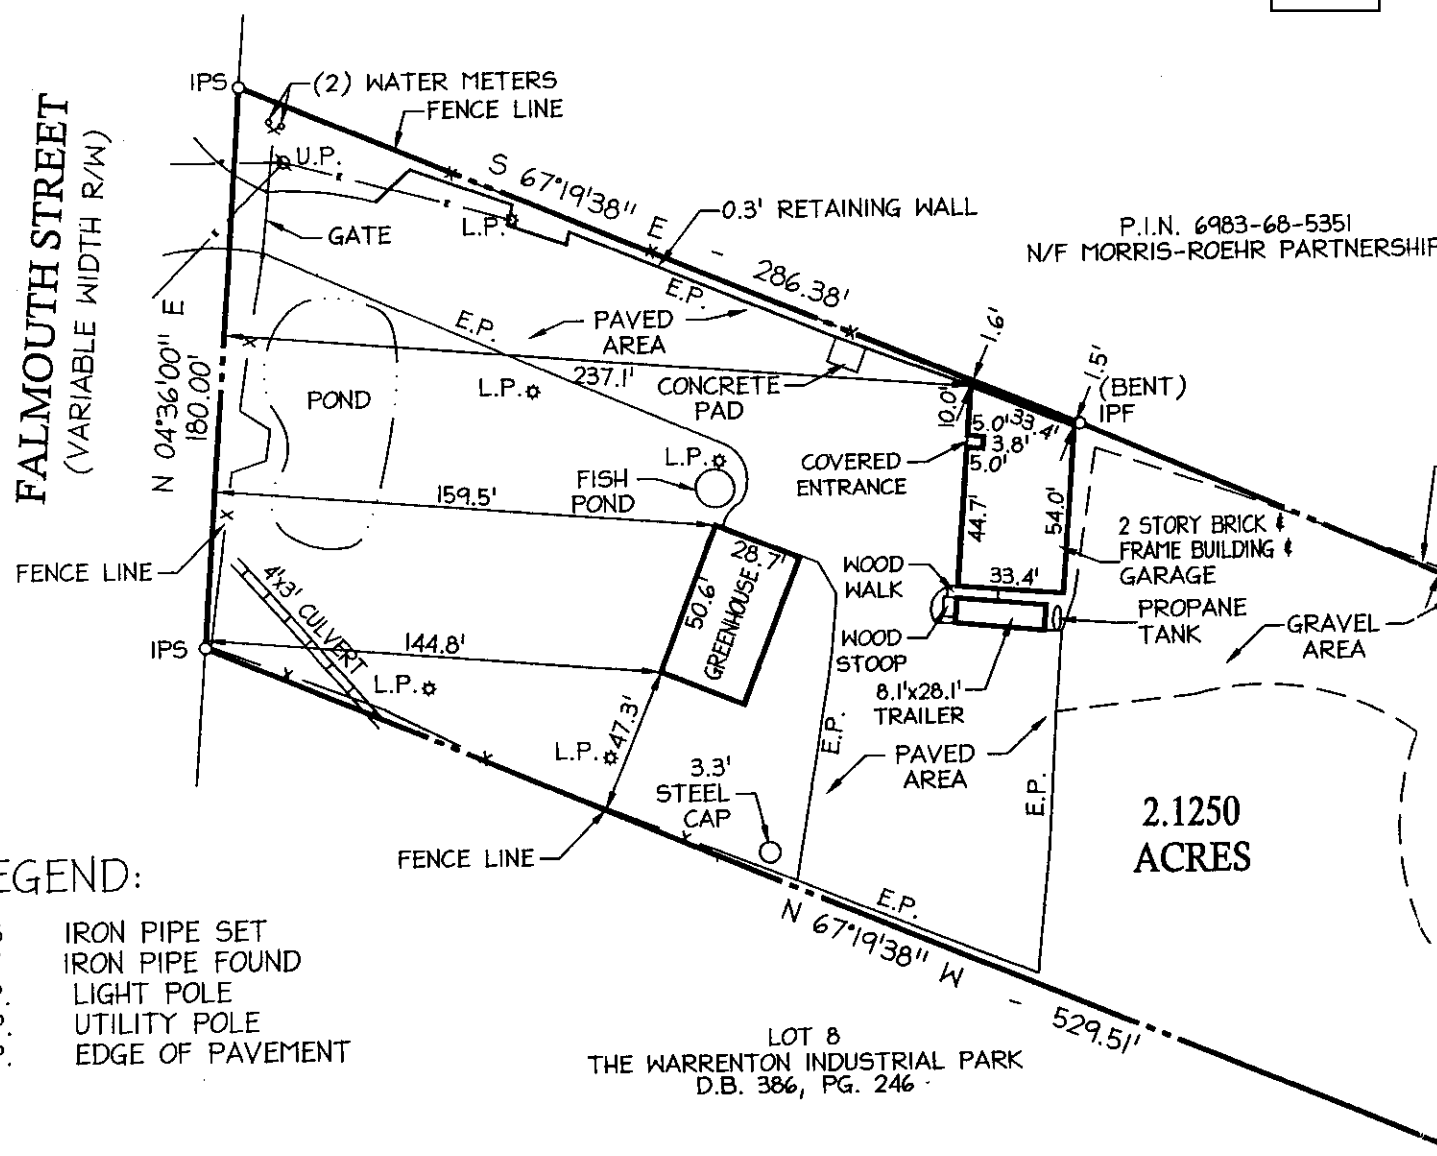 IPS
(2) WATER METERS
FENCE LINE
FALMOUTH STREET
(VARIABLE WIDTH R/W)
U.P.
S 67°19'38" E - 286.38'
L.P.
0.3' RETAINING WALL
GATE
P.I.N. 6983-68-5351
N/F MORRIS-ROEHR PARTNERSHIP
E.P.
E.P.
PAVED
AREA
1.6'
1.5'
(BENT)
IPF
N 04°36'00" E
180.00'
237.1'
L.P.
CONCRETE
PAD
POND
10.0'
33.4'
5.0'
3.8'
5.0'
COVERED
ENTRANCE
L.P.
FISH
POND
159.5'
44.7'
54.0'
2 STORY BRICK &
FRAME BUILDING &
GARAGE
28.7'
50.6'
GREENHOUSE
WOOD
WALK
33.4'
FENCE LINE
4'x3' CULVERT
PROPANE
TANK
GRAVEL
AREA
WOOD
STOOP
IPS
144.8'
L.P.
8.1'x28.1'
TRAILER
47.3'
L.P.
E.P.
PAVED
AREA
3.3'
STEEL
CAP
E.P.
2.1250
ACRES
FENCE LINE
E.P.
N 67°19'38" W - 529.51'
EGEND:
S IRON PIPE SET
IRON PIPE FOUND
P. LIGHT POLE
P. UTILITY POLE
P. EDGE OF PAVEMENT
LOT 8
THE WARRENTON INDUSTRIAL PARK
D.B. 386, PG. 246